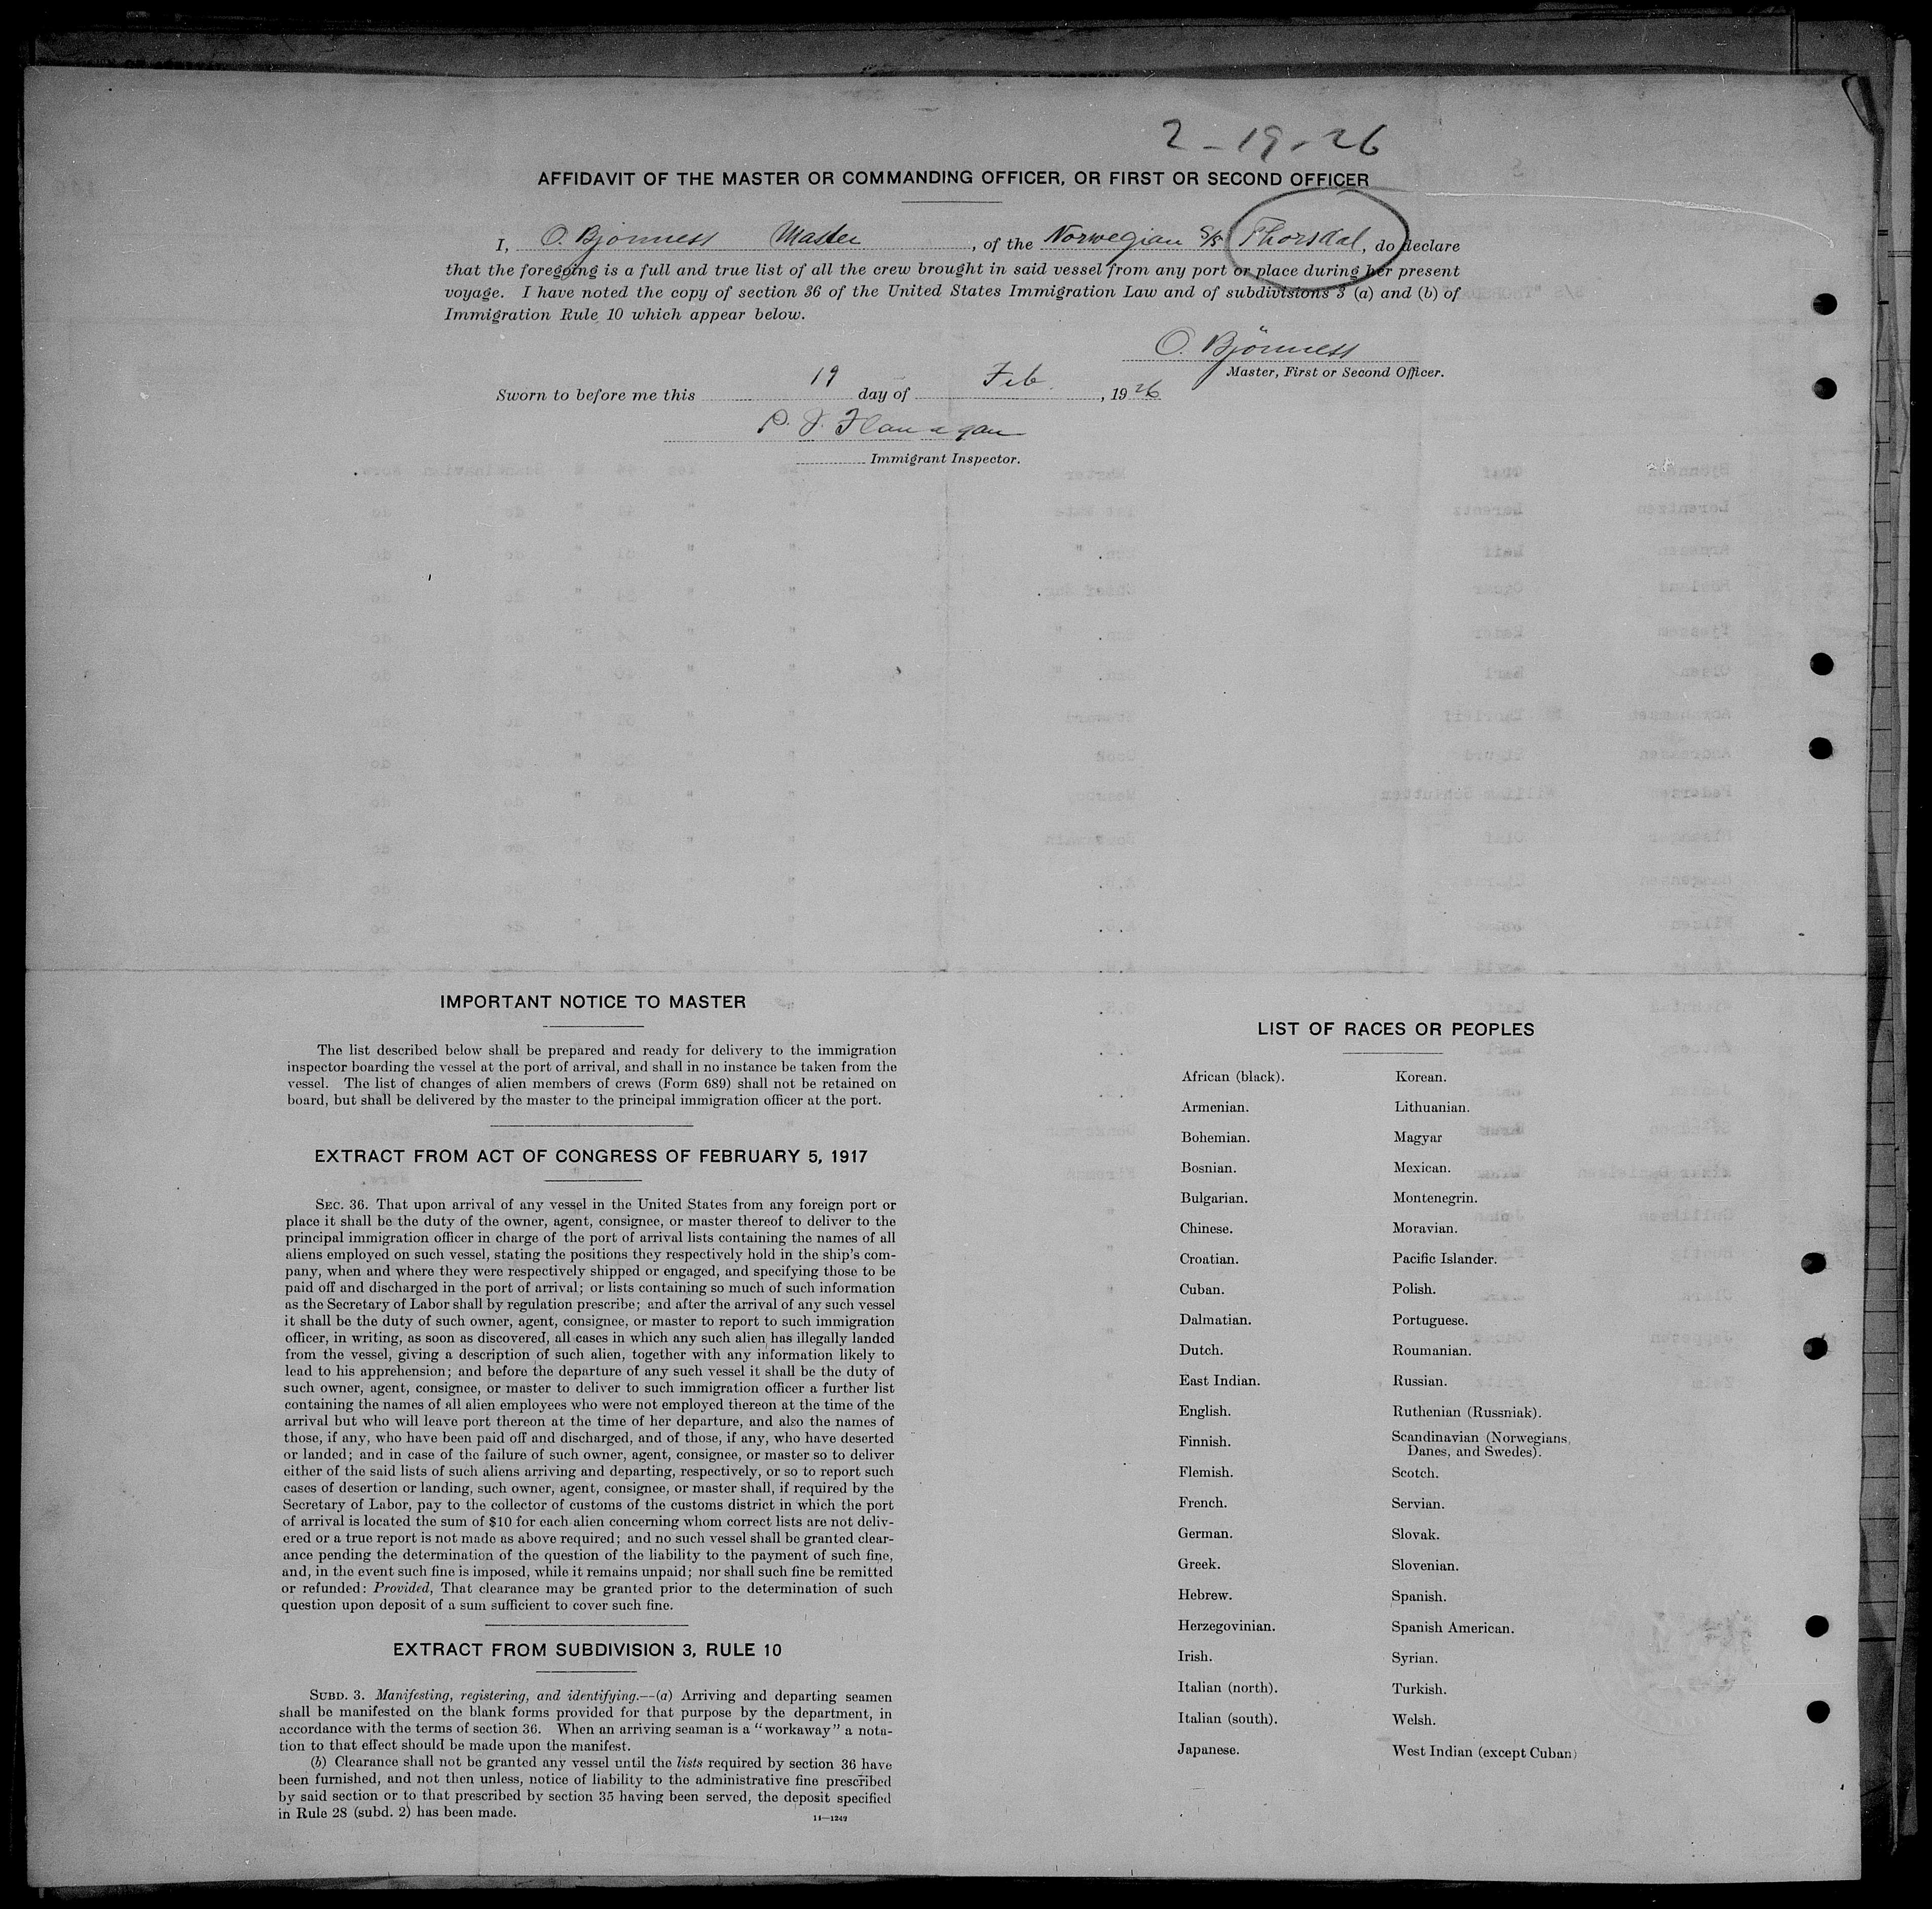 2-19-26
AFFIDAVIT OF THE MASTER OR COMMANDING OFFICER, OR FIRST OR SECOND OFFICER
I, O. Bjönness Master, of the Norwegian S/S Thorsdal, do declare
that the foregoing is a full and true list of all the crew brought in said vessel from any port or place during her present
voyage. I have noted the copy of section 36 of the United States Immigration Law and of subdivisions 3 (a) and (b) of
Immigration Rule 10 which appear below.
O. Bjönness
Master, First or Second Officer.
Sworn to before me this 19 day of Feb., 1926
P. J. Flanagan
Immigrant Inspector.
IMPORTANT NOTICE TO MASTER
The list described below shall be prepared and ready for delivery to the immigration
inspector boarding the vessel at the port of arrival, and shall in no instance be taken from the
vessel. The list of changes of alien members of crews (Form 689) shall not be retained on
board, but shall be delivered by the master to the principal immigration officer at the port.
EXTRACT FROM ACT OF CONGRESS OF FEBRUARY 5, 1917
SEC. 36. That upon arrival of any vessel in the United States from any foreign port or
place it shall be the duty of the owner, agent, consignee, or master thereof to deliver to the
principal immigration officer in charge of the port of arrival lists containing the names of all
aliens employed on such vessel, stating the positions they respectively hold in the ship's com-
pany, when and where they were respectively shipped or engaged, and specifying those to be
paid off and discharged in the port of arrival; or lists containing so much of such information
as the Secretary of Labor shall by regulation prescribe; and after the arrival of any such vessel
it shall be the duty of such owner, agent, consignee, or master to report to such immigration
officer, in writing, as soon as discovered, all cases in which any such alien has illegally landed
from the vessel, giving a description of such alien, together with any information likely to
lead to his apprehension; and before the departure of any such vessel it shall be the duty of
such owner, agent, consignee, or master to deliver to such immigration officer a further list
containing the names of all alien employees who were not employed thereon at the time of the
arrival but who will leave port thereon at the time of her departure, and also the names of
those, if any, who have been paid off and discharged, and of those, if any, who have deserted
or landed; and in case of the failure of such owner, agent, consignee, or master so to deliver
either of the said lists of such aliens arriving and departing, respectively, or so to report such
cases of desertion or landing, such owner, agent, consignee, or master shall, if required by the
Secretary of Labor, pay to the collector of customs of the customs district in which the port
of arrival is located the sum of $10 for each alien concerning whom correct lists are not deliv-
ered or a true report is not made as above required; and no such vessel shall be granted clear-
ance pending the determination of the question of the liability to the payment of such fine,
and, in the event such fine is imposed, while it remains unpaid; nor shall such fine be remitted
or refunded: Provided, That clearance may be granted prior to the determination of such
question upon deposit of a sum sufficient to cover such fine.
EXTRACT FROM SUBDIVISION 3, RULE 10
SUBD. 3. Manifesting, registering, and identifying.—(a) Arriving and departing seamen
shall be manifested on the blank forms provided for that purpose by the department, in
accordance with the terms of section 36. When an arriving seaman is a "workaway" a nota-
tion to that effect should be made upon the manifest.
(b) Clearance shall not be granted any vessel until the lists required by section 36 have
been furnished, and not then unless, notice of liability to the administrative fine prescribed
by said section or to that prescribed by section 35 having been served, the deposit specified
in Rule 28 (subd. 2) has been made.
14—1249
LIST OF RACES OR PEOPLES
African (black).
Armenian.
Bohemian.
Bosnian.
Bulgarian.
Chinese.
Croatian.
Cuban.
Dalmatian.
Dutch.
East Indian.
English.
Finnish.
Flemish.
French.
German.
Greek.
Hebrew.
Herzegovinian.
Irish.
Italian (north).
Italian (south).
Japanese.
Korean.
Lithuanian.
Magyar
Mexican.
Montenegrin.
Moravian.
Pacific Islander.
Polish.
Portuguese.
Roumanian.
Russian.
Ruthenian (Russniak).
Scandinavian (Norwegians,
Danes, and Swedes).
Scotch.
Servian.
Slovak.
Slovenian.
Spanish.
Spanish American.
Syrian.
Turkish.
Welsh.
West Indian (except Cuban)